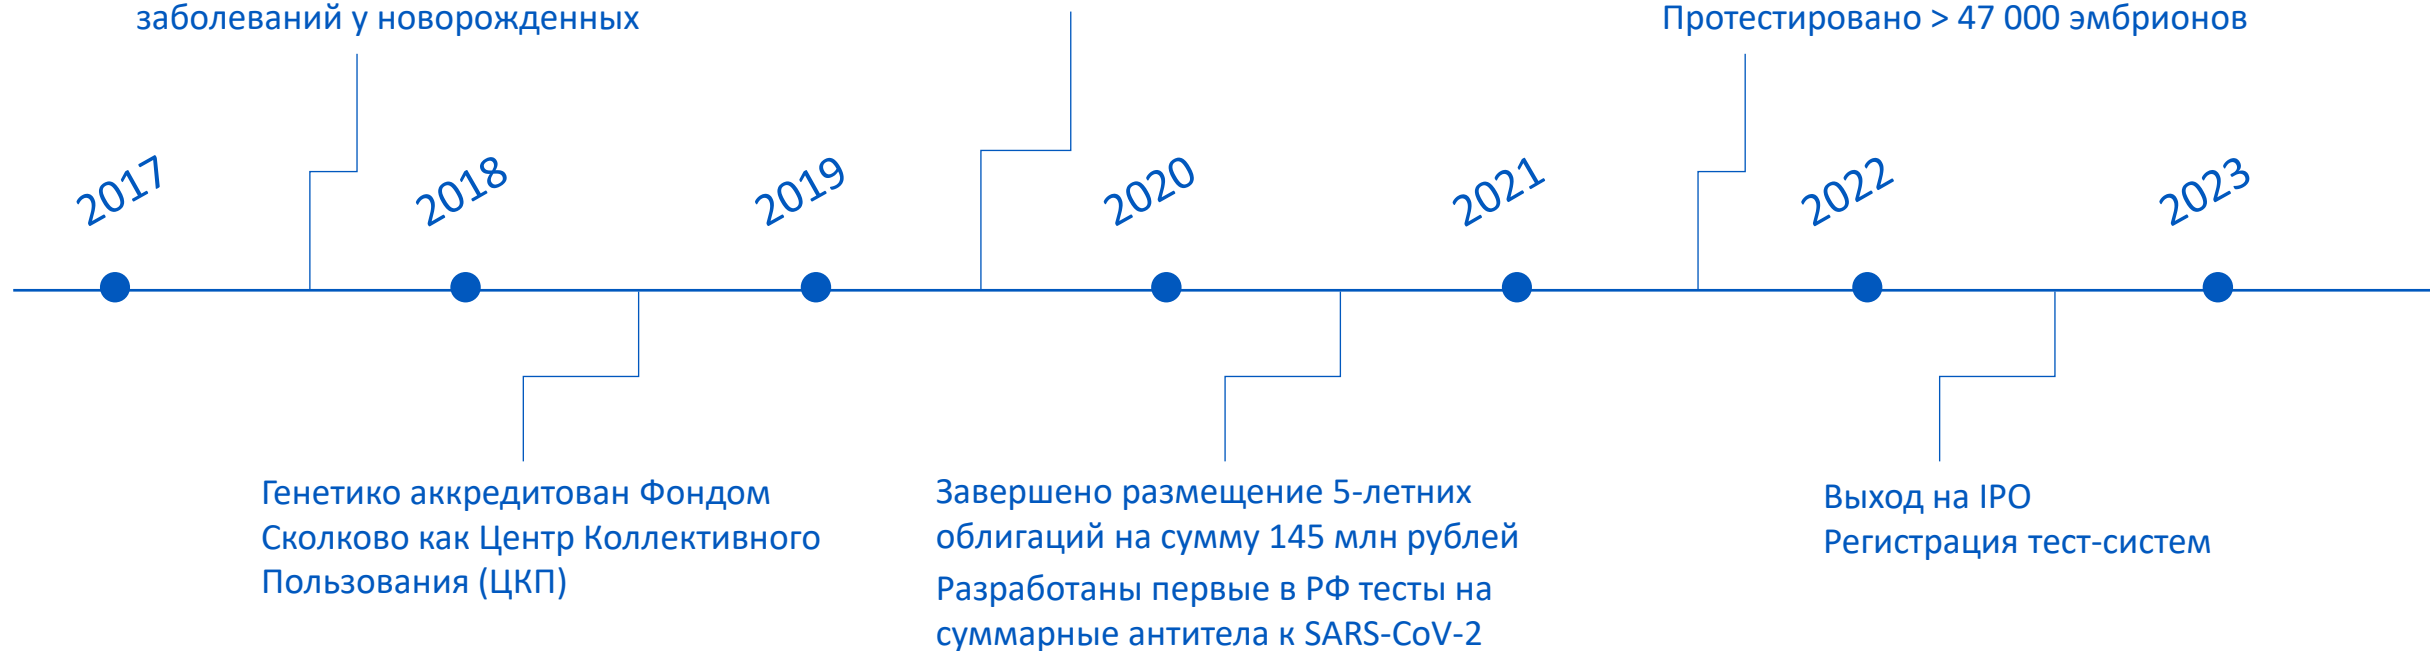 заболеваний у новорожденных
Протестировано > 47 000 эмбрионов
2017
2018
2019
2020
2021
2022
2023
Генетико аккредитован Фондом
Сколково как Центр Коллективного
Пользования (ЦКП)
Завершено размещение 5-летних
облигаций на сумму 145 млн рублей
Разработаны первые в РФ тесты на
суммарные антитела к SARS-CoV-2
Выход на IPO
Регистрация тест-систем